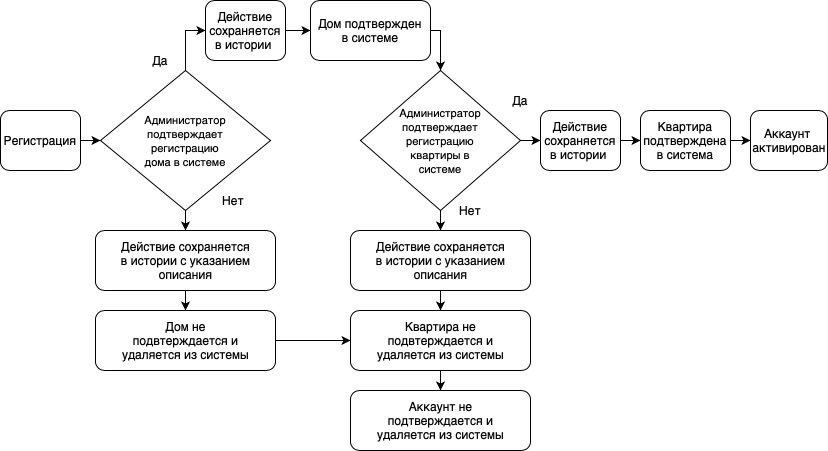 Действие
сохраняется
в истории
Дом подтвержден
в системе
Да
Регистрация
Администратор
подтверждает
регистрацию
дома в системе
Администратор
подтверждает
регистрацию
квартиры в
системе
Да
Действие
сохраняется
в истории
Квартира
подтверждена
в система
Аккаунт
активирован
Нет
Нет
Действие сохраняется
в истории с указанием
описания
Действие сохраняется
в истории с указанием
описания
Дом не
подвтерждается и
удаляется из системы
Квартира не
подвтерждается и
удаляется из системы
Аккаунт не
подтверждается и
удаляется из системы